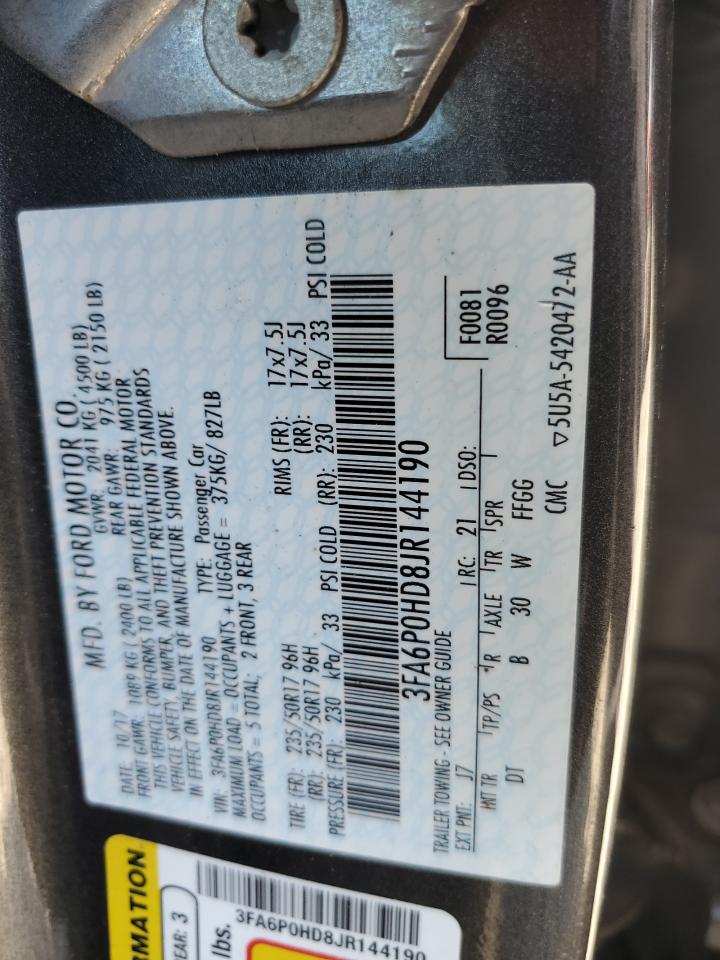 MFD. BY FORD MOTOR CO.
DATE: 10/17 GVWR: 2041 KG ( 4500 LB)
FRONT GAWR: 1089 KG ( 2400 LB) REAR GAWR: 975 KG ( 2150 LB)
THIS VEHICLE CONFORMS TO ALL APPLICABLE FEDERAL MOTOR
VEHICLE SAFETY, BUMPER, AND THEFT PREVENTION STANDARDS
IN EFFECT ON THE DATE OF MANUFACTURE SHOWN ABOVE.
VIN: 3FA6P0HD8JR144190 TYPE: Passenger Car
MAXIMUM LOAD = OCCUPANTS + LUGGAGE = 375KG/ 827LB
OCCUPANTS = 5 TOTAL; 2 FRONT, 3 REAR
TIRE (FR): 235/50R17 96H RIMS (FR): 17x7.5J
(RR): 235/50R17 96H (RR): 17x7.5J
PRESSURE (FR): 230 kPa/ 33 PSI COLD (RR): 230 kPa/ 33 PSI COLD
3FA6P0HD8JR144190
TRAILER TOWING - SEE OWNER GUIDE F0081
EXT PNT: J7 RC: 21 DSO: R0096
INT TR TP/PS R AXLE TR SPR
DT B 30 W FFGG
CMC ▽5U5A-5420472-AA
RMATION
REAR: 3
lbs.
3FA6P0HD8JR144190